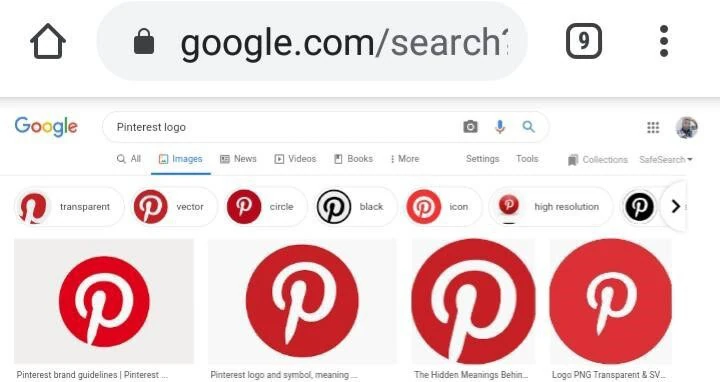 google.com/search?
9
Google
Pinterest logo
All Images News Videos Books More Settings Tools Collections SafeSearch
transparent vector circle black icon high resolution
Pinterest brand guidelines | Pinterest ... Pinterest logo and symbol, meaning ... The Hidden Meanings Behin... Logo PNG Transparent & SV...